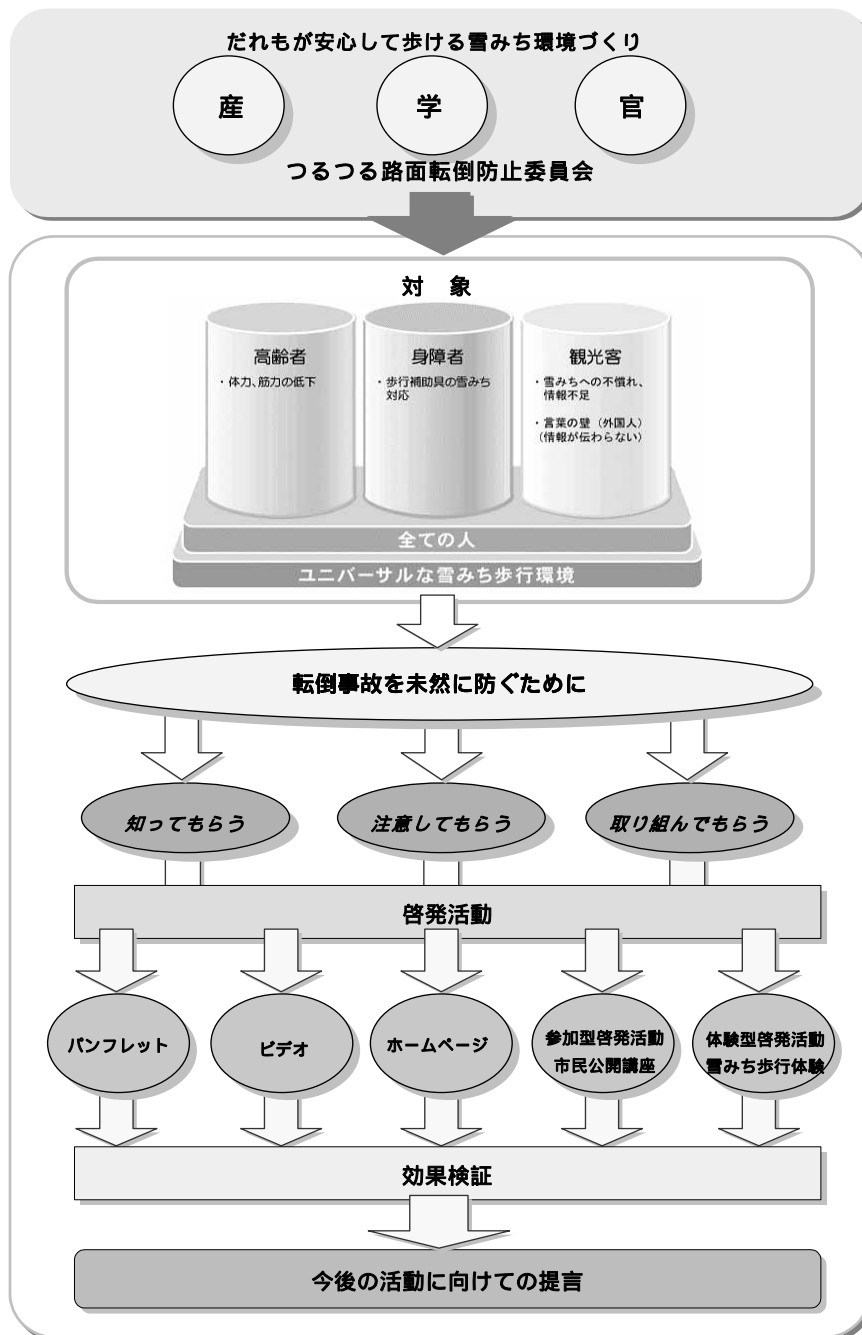 だれもが安心して歩ける雪みち環境づくり
産 学 官
つるつる路面転倒防止委員会
対 象
高齢者
・体力、筋力の低下
身障者
・歩行補助具の雪みち
対応
観光客
・雪みちへの不慣れ、
情報不足
・言葉の壁（外国人）
（情報が伝わらない）
全ての人
ユニバーサルな雪みち歩行環境
転倒事故を未然に防ぐために
知ってもらう 注意してもらう 取り組んでもらう
啓発活動
パンフレット
ビデオ
ホームページ
参加型啓発活動
市民公開講座
体験型啓発活動
雪みち歩行体験
効果検証
今後の活動に向けての提言